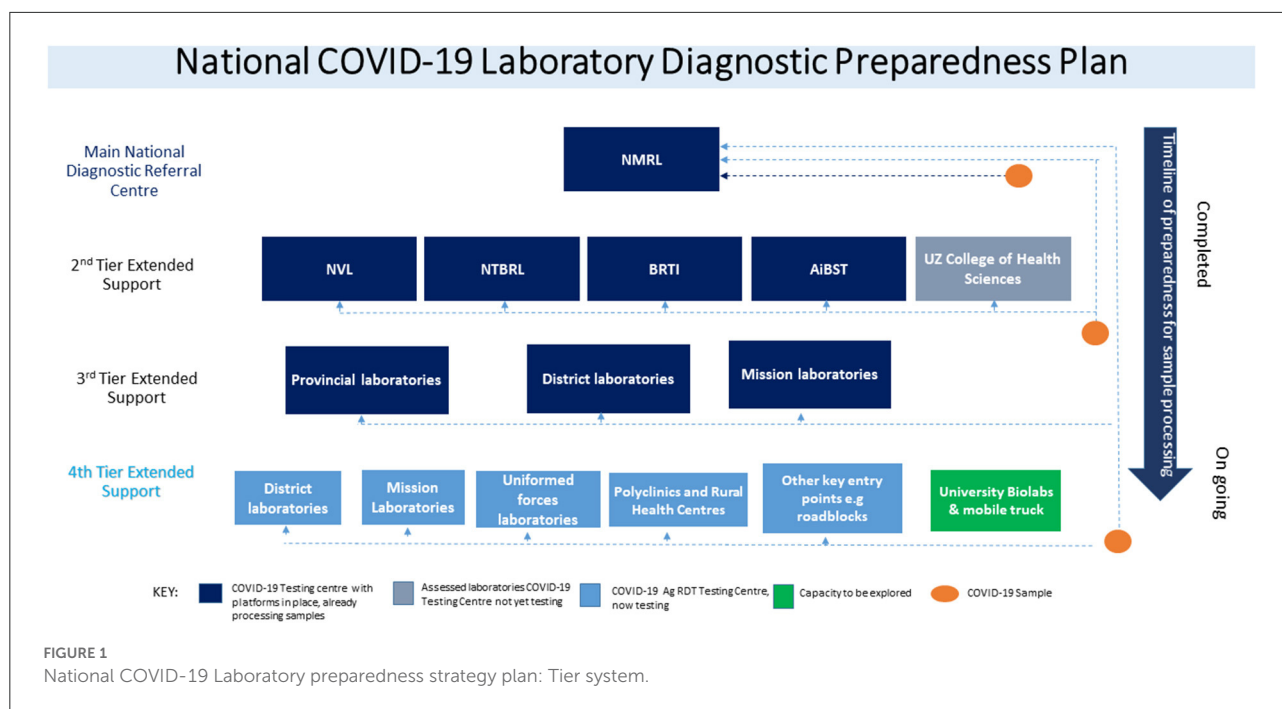 National COVID-19 Laboratory Diagnostic Preparedness Plan
Main National
Diagnostic Referral
Centre
NMRL
Timeline of preparedness for sample processing
Completed
On going
2nd Tier Extended
Support
NVL
NTBRL
BRTI
AiBST
UZ College of Health
Sciences
3rd Tier Extended
Support
Provincial laboratories
District laboratories
Mission laboratories
4th Tier Extended
Support
District
laboratories
Mission
Laboratories
Uniformed
forces
laboratories
Polyclinics and Rural
Health Centres
Other key entry
points e.g
roadblocks
University Biolabs
& mobile truck
KEY:
COVID-19 Testing centre with
platforms in place, already
processing samples
Assessed laboratories COVID-19
Testing Centre not yet testing
COVID-19 Ag RDT Testing Centre,
now testing
Capacity to be explored
COVID-19 Sample
FIGURE 1
National COVID-19 Laboratory preparedness strategy plan: Tier system.